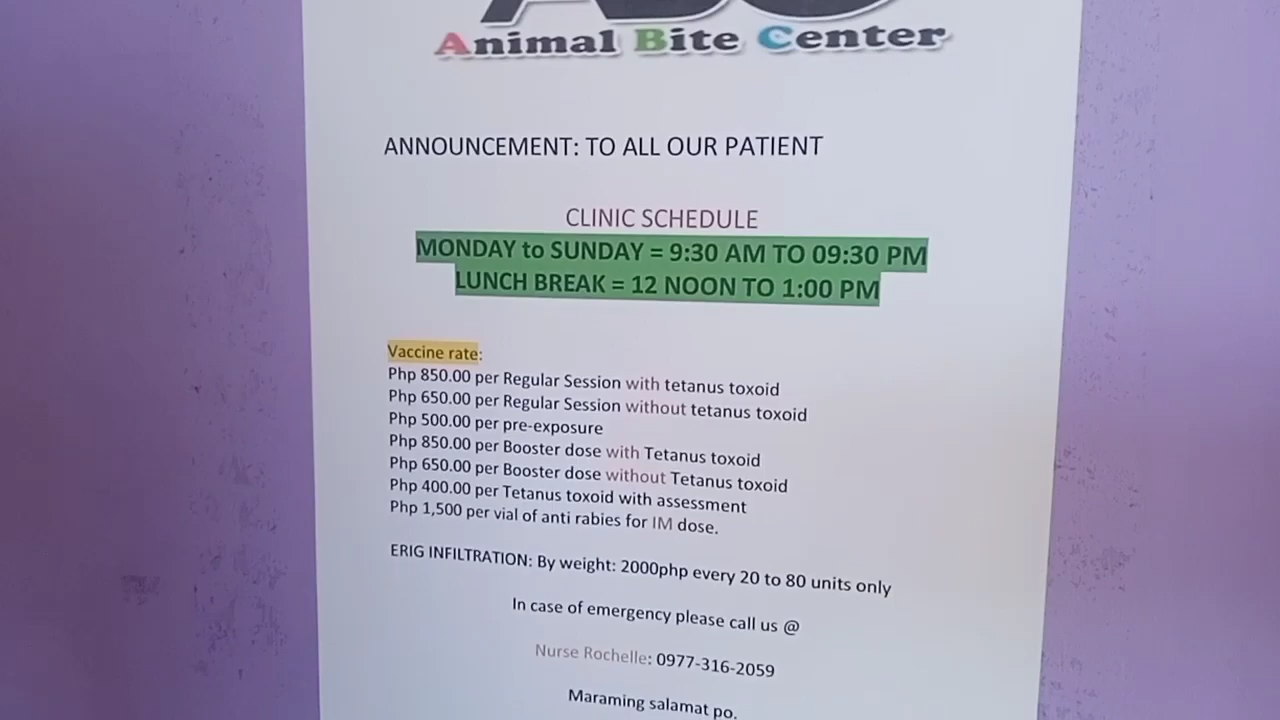 Animal Bite Center
ANNOUNCEMENT: TO ALL OUR PATIENT
CLINIC SCHEDULE
MONDAY to SUNDAY = 9:30 AM TO 09:30 PM
LUNCH BREAK = 12 NOON TO 1:00 PM
Vaccine rate:
Php 850.00 per Regular Session with tetanus toxoid
Php 650.00 per Regular Session without tetanus toxoid
Php 500.00 per pre-exposure
Php 850.00 per Booster dose with Tetanus toxoid
Php 650.00 per Booster dose without Tetanus toxoid
Php 400.00 per Tetanus toxoid with assessment
Php 1,500 per vial of anti rabies for IM dose.
ERIG INFILTRATION: By weight: 2000php every 20 to 80 units only
In case of emergency please call us @
Nurse Rochelle: 0977-316-2059
Maraming salamat po.